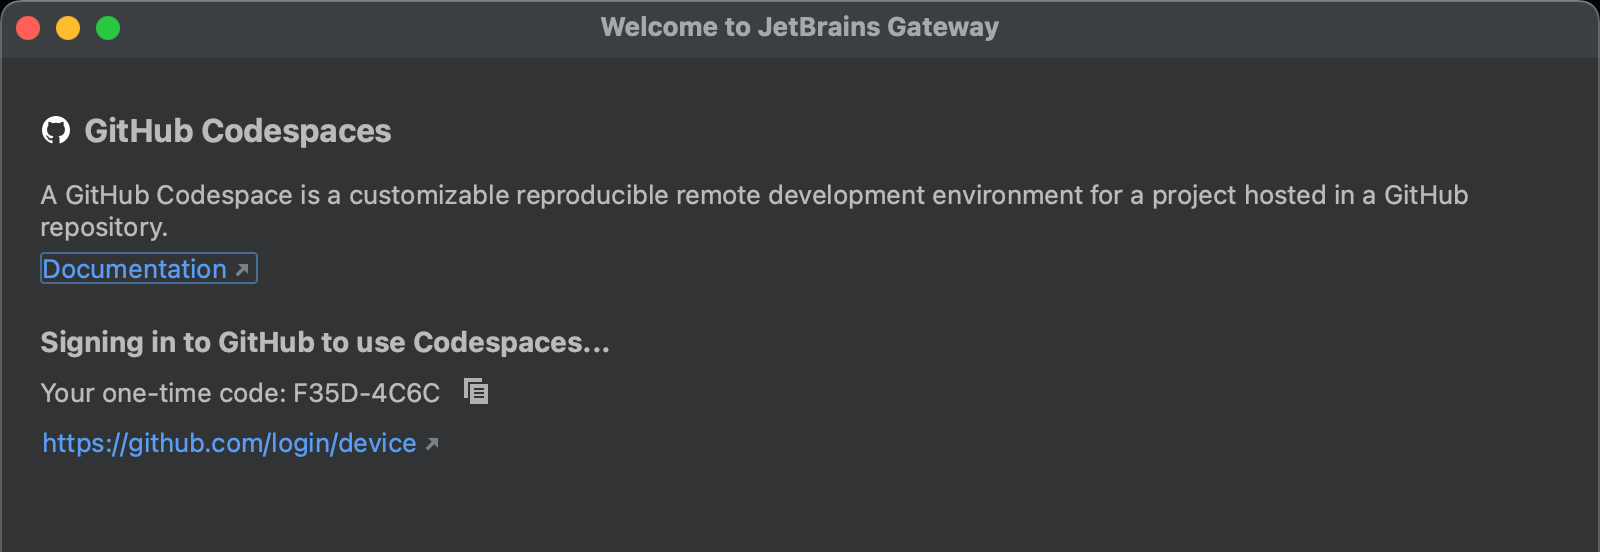 Welcome to JetBrains Gateway
GitHub Codespaces
A GitHub Codespace is a customizable reproducible remote development environment for a project hosted in a GitHub
repository.
Documentation
Signing in to GitHub to use Codespaces...
Your one-time code: F35D-4C6C
https://github.com/login/device